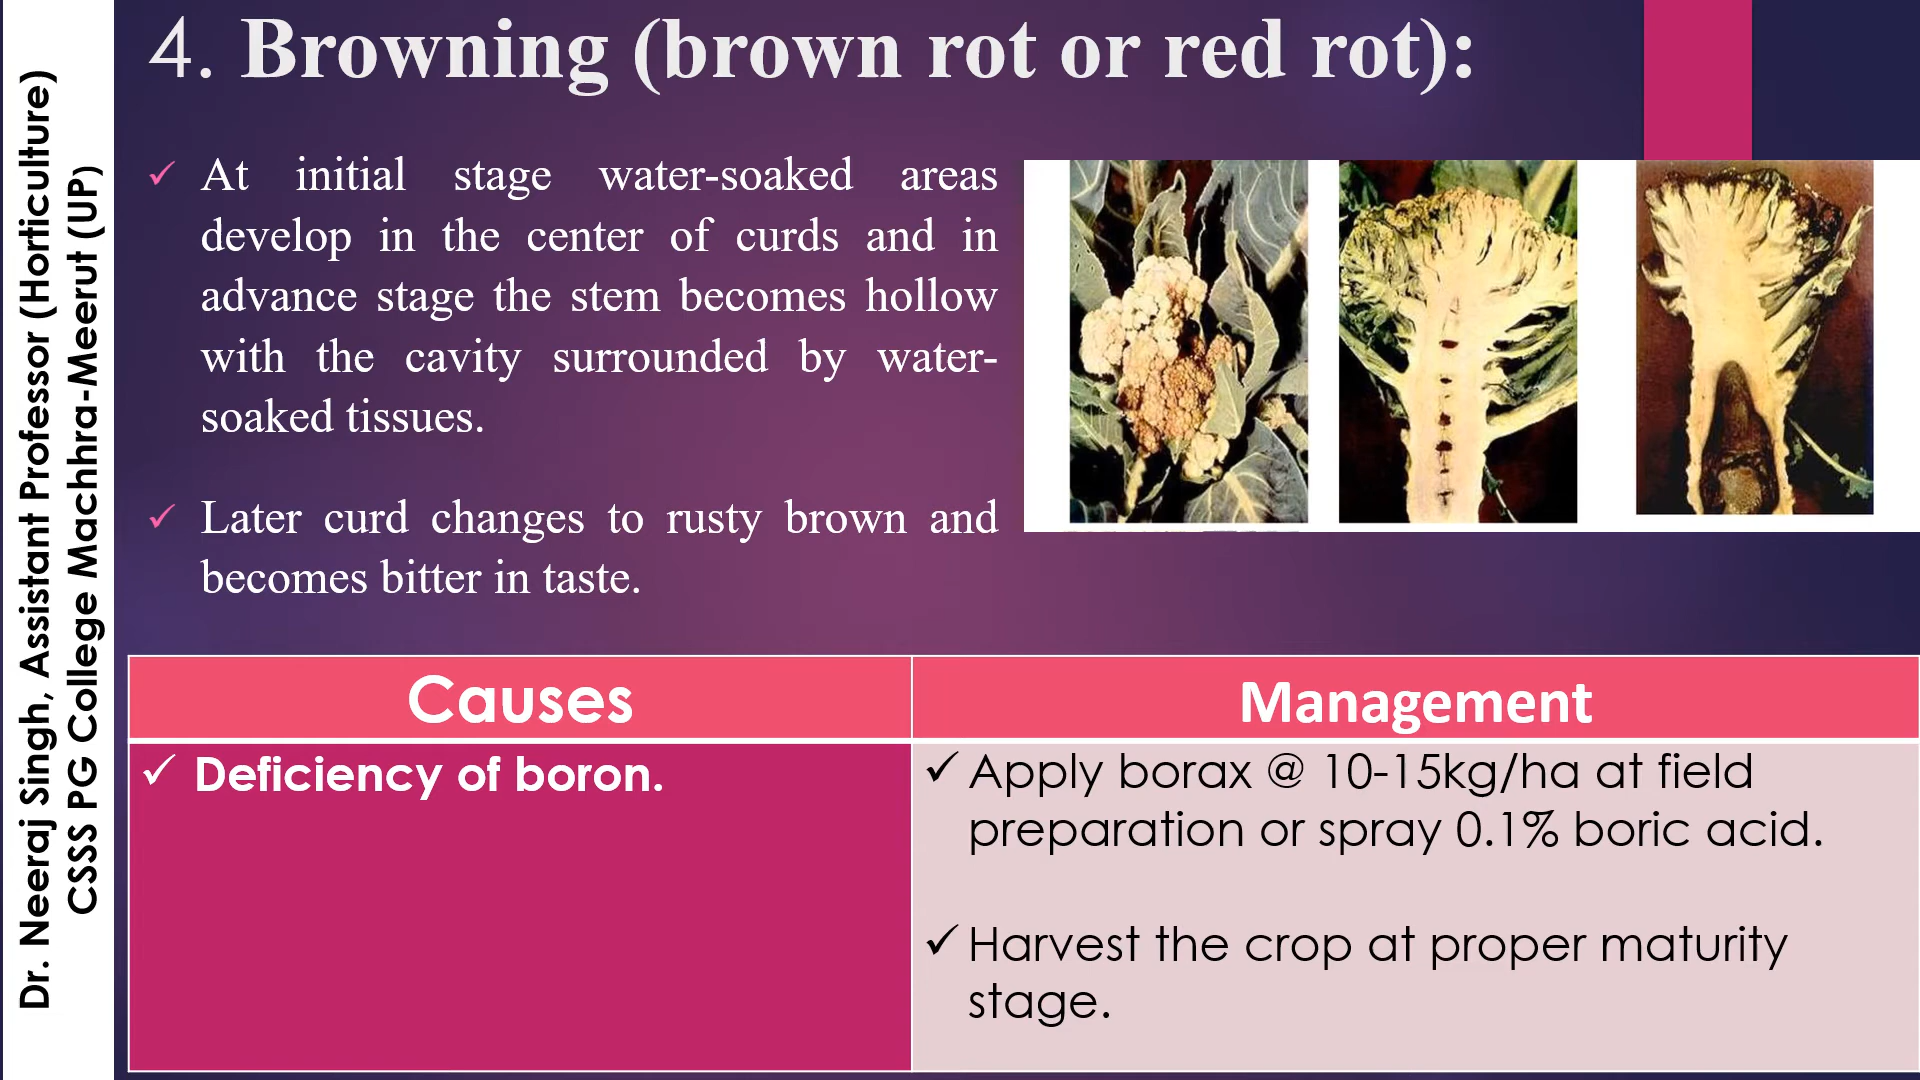 4. Browning (brown rot or red rot):
✓ At initial stage water-soaked areas
develop in the center of curds and in
advance stage the stem becomes hollow
with the cavity surrounded by water-
soaked tissues.
✓ Later curd changes to rusty brown and
becomes bitter in taste.
Causes
✓ Deficiency of boron.
Management
✓ Apply borax @ 10-15kg/ha at field
preparation or spray 0.1% boric acid.
✓ Harvest the crop at proper maturity
stage.
Dr. Neeraj Singh, Assistant Professor (Horticulture)
CSSS PG College Machhra-Meerut (UP)